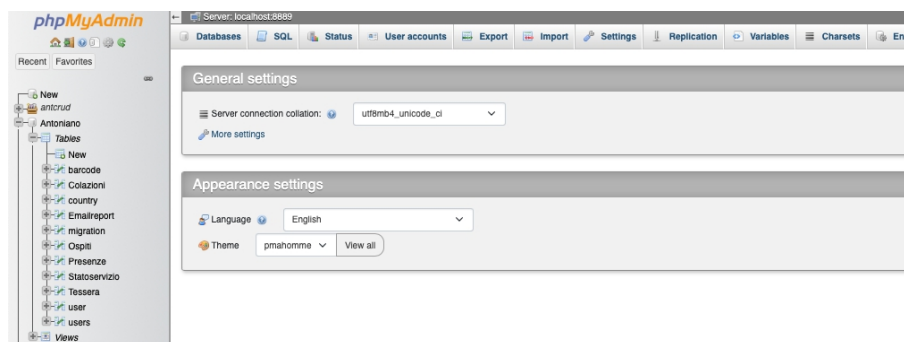 phpMyAdmin
Recent Favorites
New
antcrud
Antoniano
Tables
New
barcode
Colazioni
country
Emailreport
migration
Ospiti
Presenze
Statoservizio
Tessera
user
users
Views
Server: localhost:8889
Databases SQL Status User accounts Export Import Settings Replication Variables Charsets En
General settings
Server connection collation: utf8mb4_unicode_ci
More settings
Appearance settings
Language English
Theme pmahomme View all